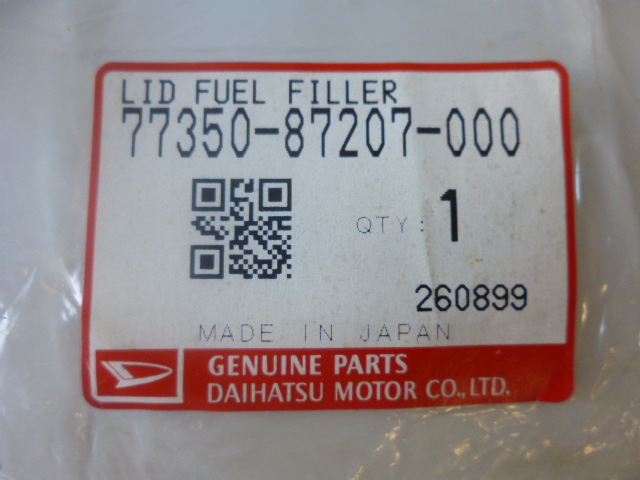 LID FUEL FILLER
77350-87207-000
QTY: 1
260899
MADE IN JAPAN
GENUINE PARTS
DAIHATSU MOTOR CO.,LTD.